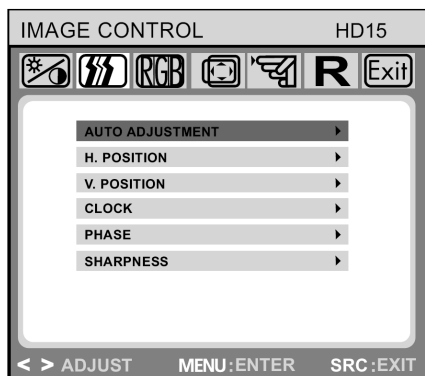 IMAGE CONTROL HD15
RGB R Exit
AUTO ADJUSTMENT
H. POSITION
V. POSITION
CLOCK
PHASE
SHARPNESS
< > ADJUST MENU:ENTER SRC:EXIT